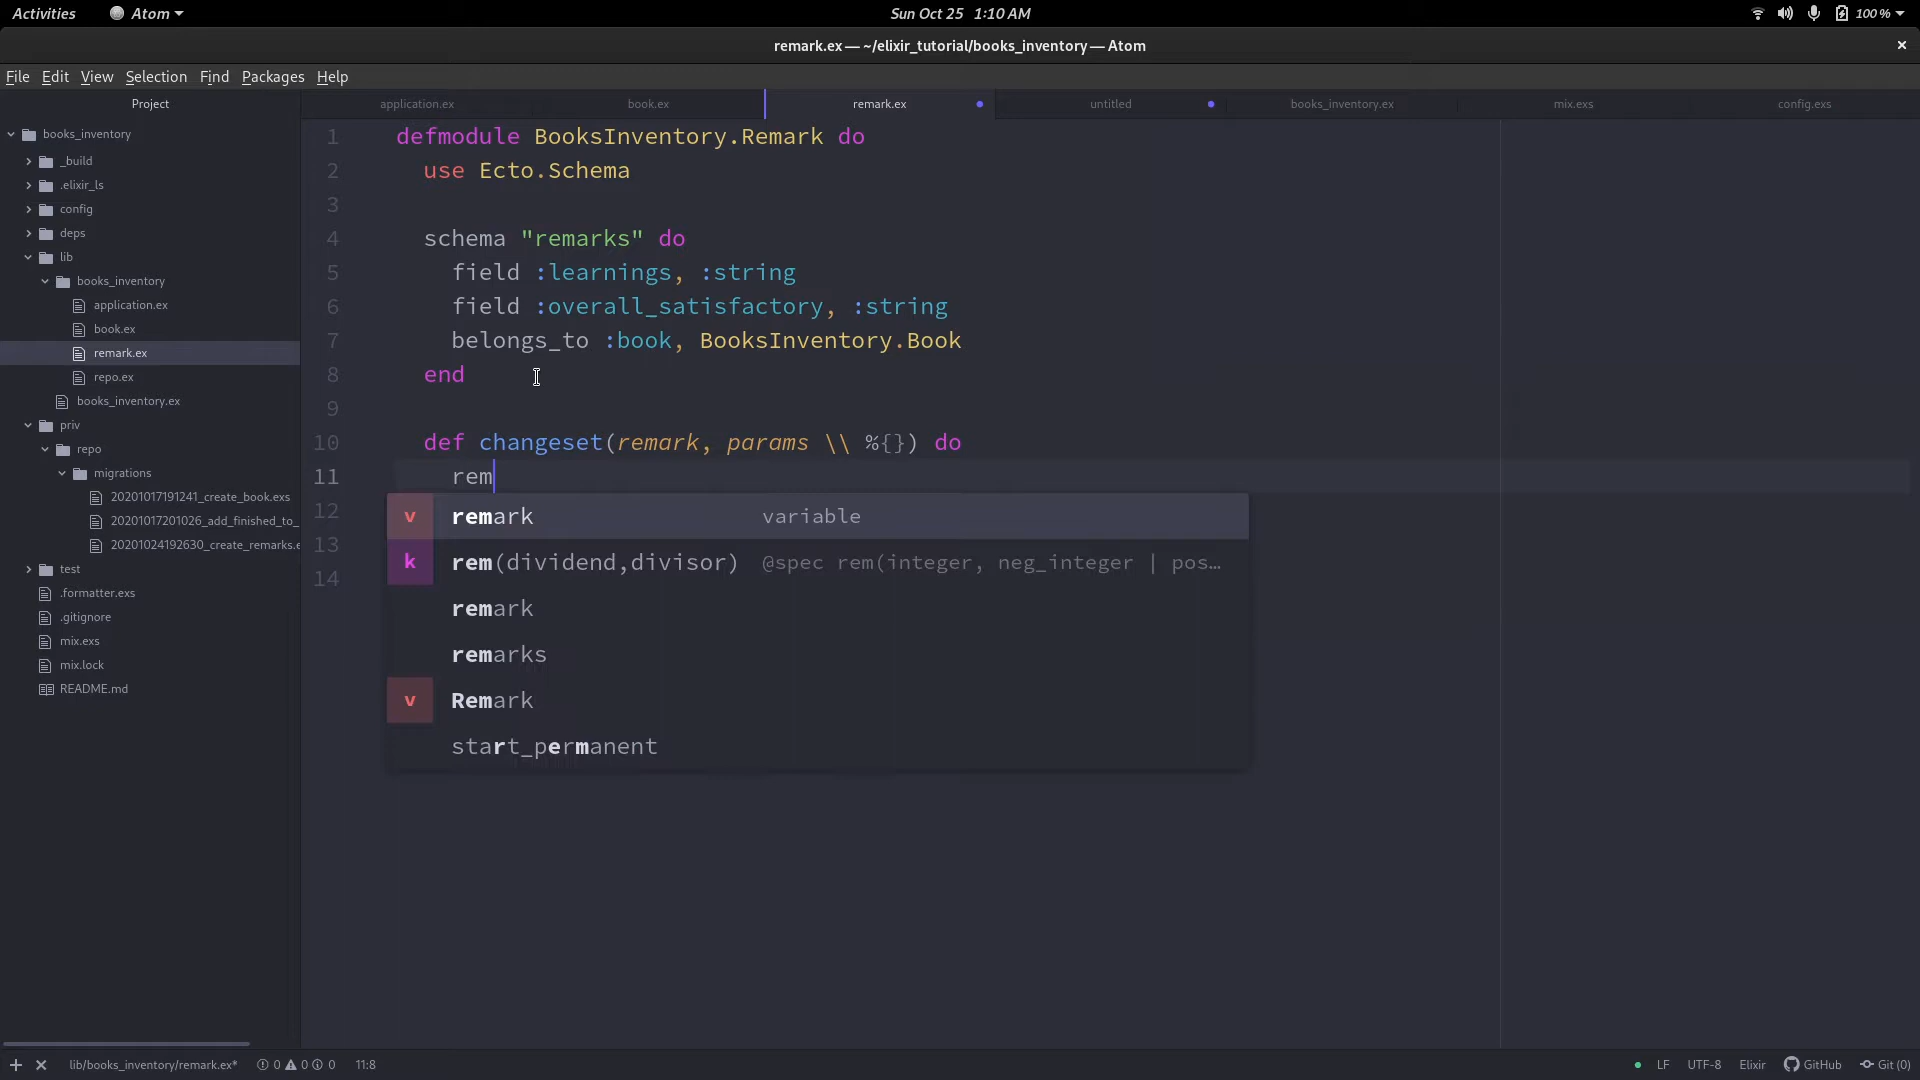 Activities Atom Sun Oct 25 1:10 AM 100 %
remark.ex — ~/elixir_tutorial/books_inventory — Atom
File Edit View Selection Find Packages Help
Project
application.ex book.ex remark.ex untitled books_inventory.ex mix.exs config.exs
books_inventory
_build
.elixir_ls
config
deps
lib
books_inventory
application.ex
book.ex
remark.ex
repo.ex
books_inventory.ex
priv
repo
migrations
20201017191241_create_book.exs
20201017201026_add_finished_to_
20201024192630_create_remarks.e
test
.formatter.exs
.gitignore
mix.exs
mix.lock
README.md
1 defmodule BooksInventory.Remark do
2 use Ecto.Schema
3
4 schema "remarks" do
5 field :learnings, :string
6 field :overall_satisfactory, :string
7 belongs_to :book, BooksInventory.Book
8 end
9
10 def changeset(remark, params \\ %{}) do
11 rem
12
13
14
v remark variable
k rem(dividend,divisor) @spec rem(integer, neg_integer | pos…
remark
remarks
v Remark
start_permanent
lib/books_inventory/remark.ex* 0 0 0 11:8 LF UTF-8 Elixir GitHub Git (0)